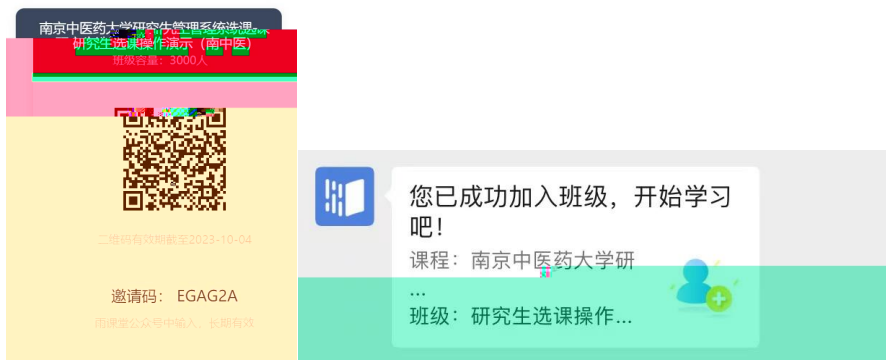 南京中医药大学研究生管理系统选课-
研究生选课操作演示（南中医）
班级容量：3000人
二维码有效期截至2023-10-04
邀请码： EGAG2A
雨课堂公众号中输入，长期有效
您已成功加入班级，开始学习
吧！
课程：南京中医药大学研
...
班级：研究生选课操作...